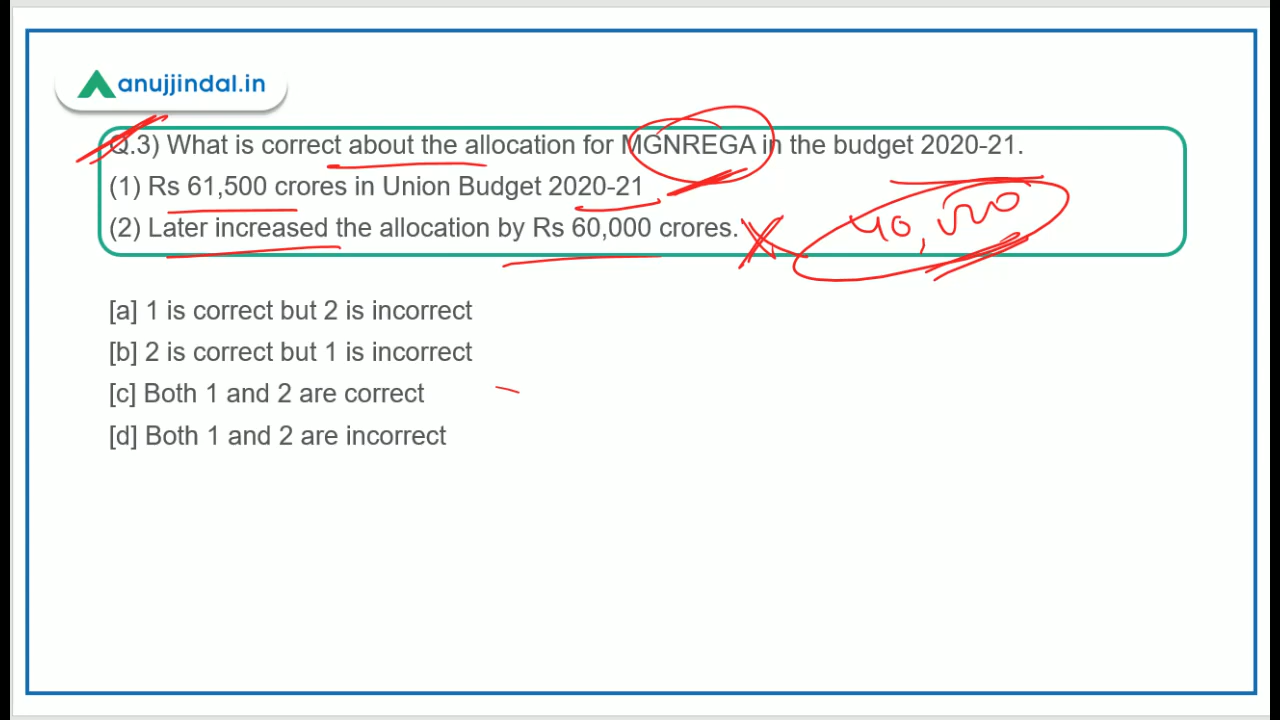 anujjindal.in
Q.3) What is correct about the allocation for MGNREGA in the budget 2020-21.
(1) Rs 61,500 crores in Union Budget 2020-21
(2) Later increased the allocation by Rs 60,000 crores.
40,000
[a] 1 is correct but 2 is incorrect
[b] 2 is correct but 1 is incorrect
[c] Both 1 and 2 are correct
[d] Both 1 and 2 are incorrect